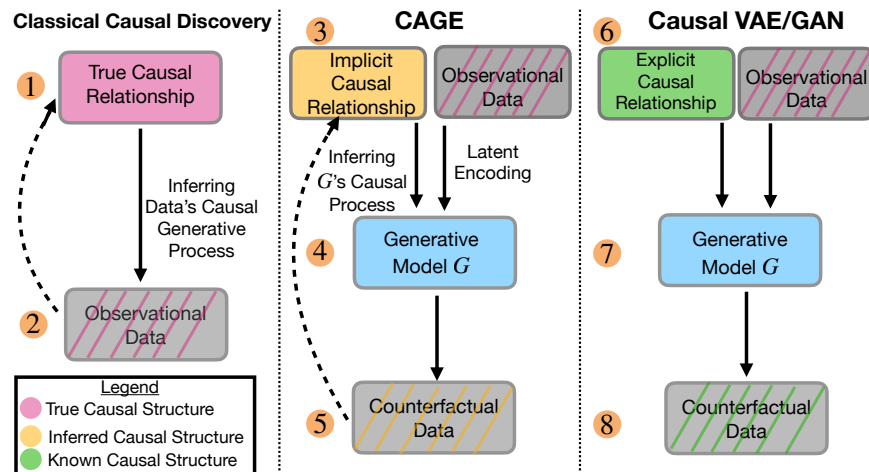 Classical Causal Discovery
1
True Causal
Relationship
Inferring
Data's Causal
Generative
Process
2
Observational
Data
Legend
True Causal Structure
Inferred Causal Structure
Known Causal Structure
CAGE
3
Implicit
Causal
Relationship
Observational
Data
Inferring
G's Causal
Process
Latent
Encoding
4
Generative
Model G
5
Counterfactual
Data
Causal VAE/GAN
6
Explicit
Causal
Relationship
Observational
Data
7
Generative
Model G
8
Counterfactual
Data